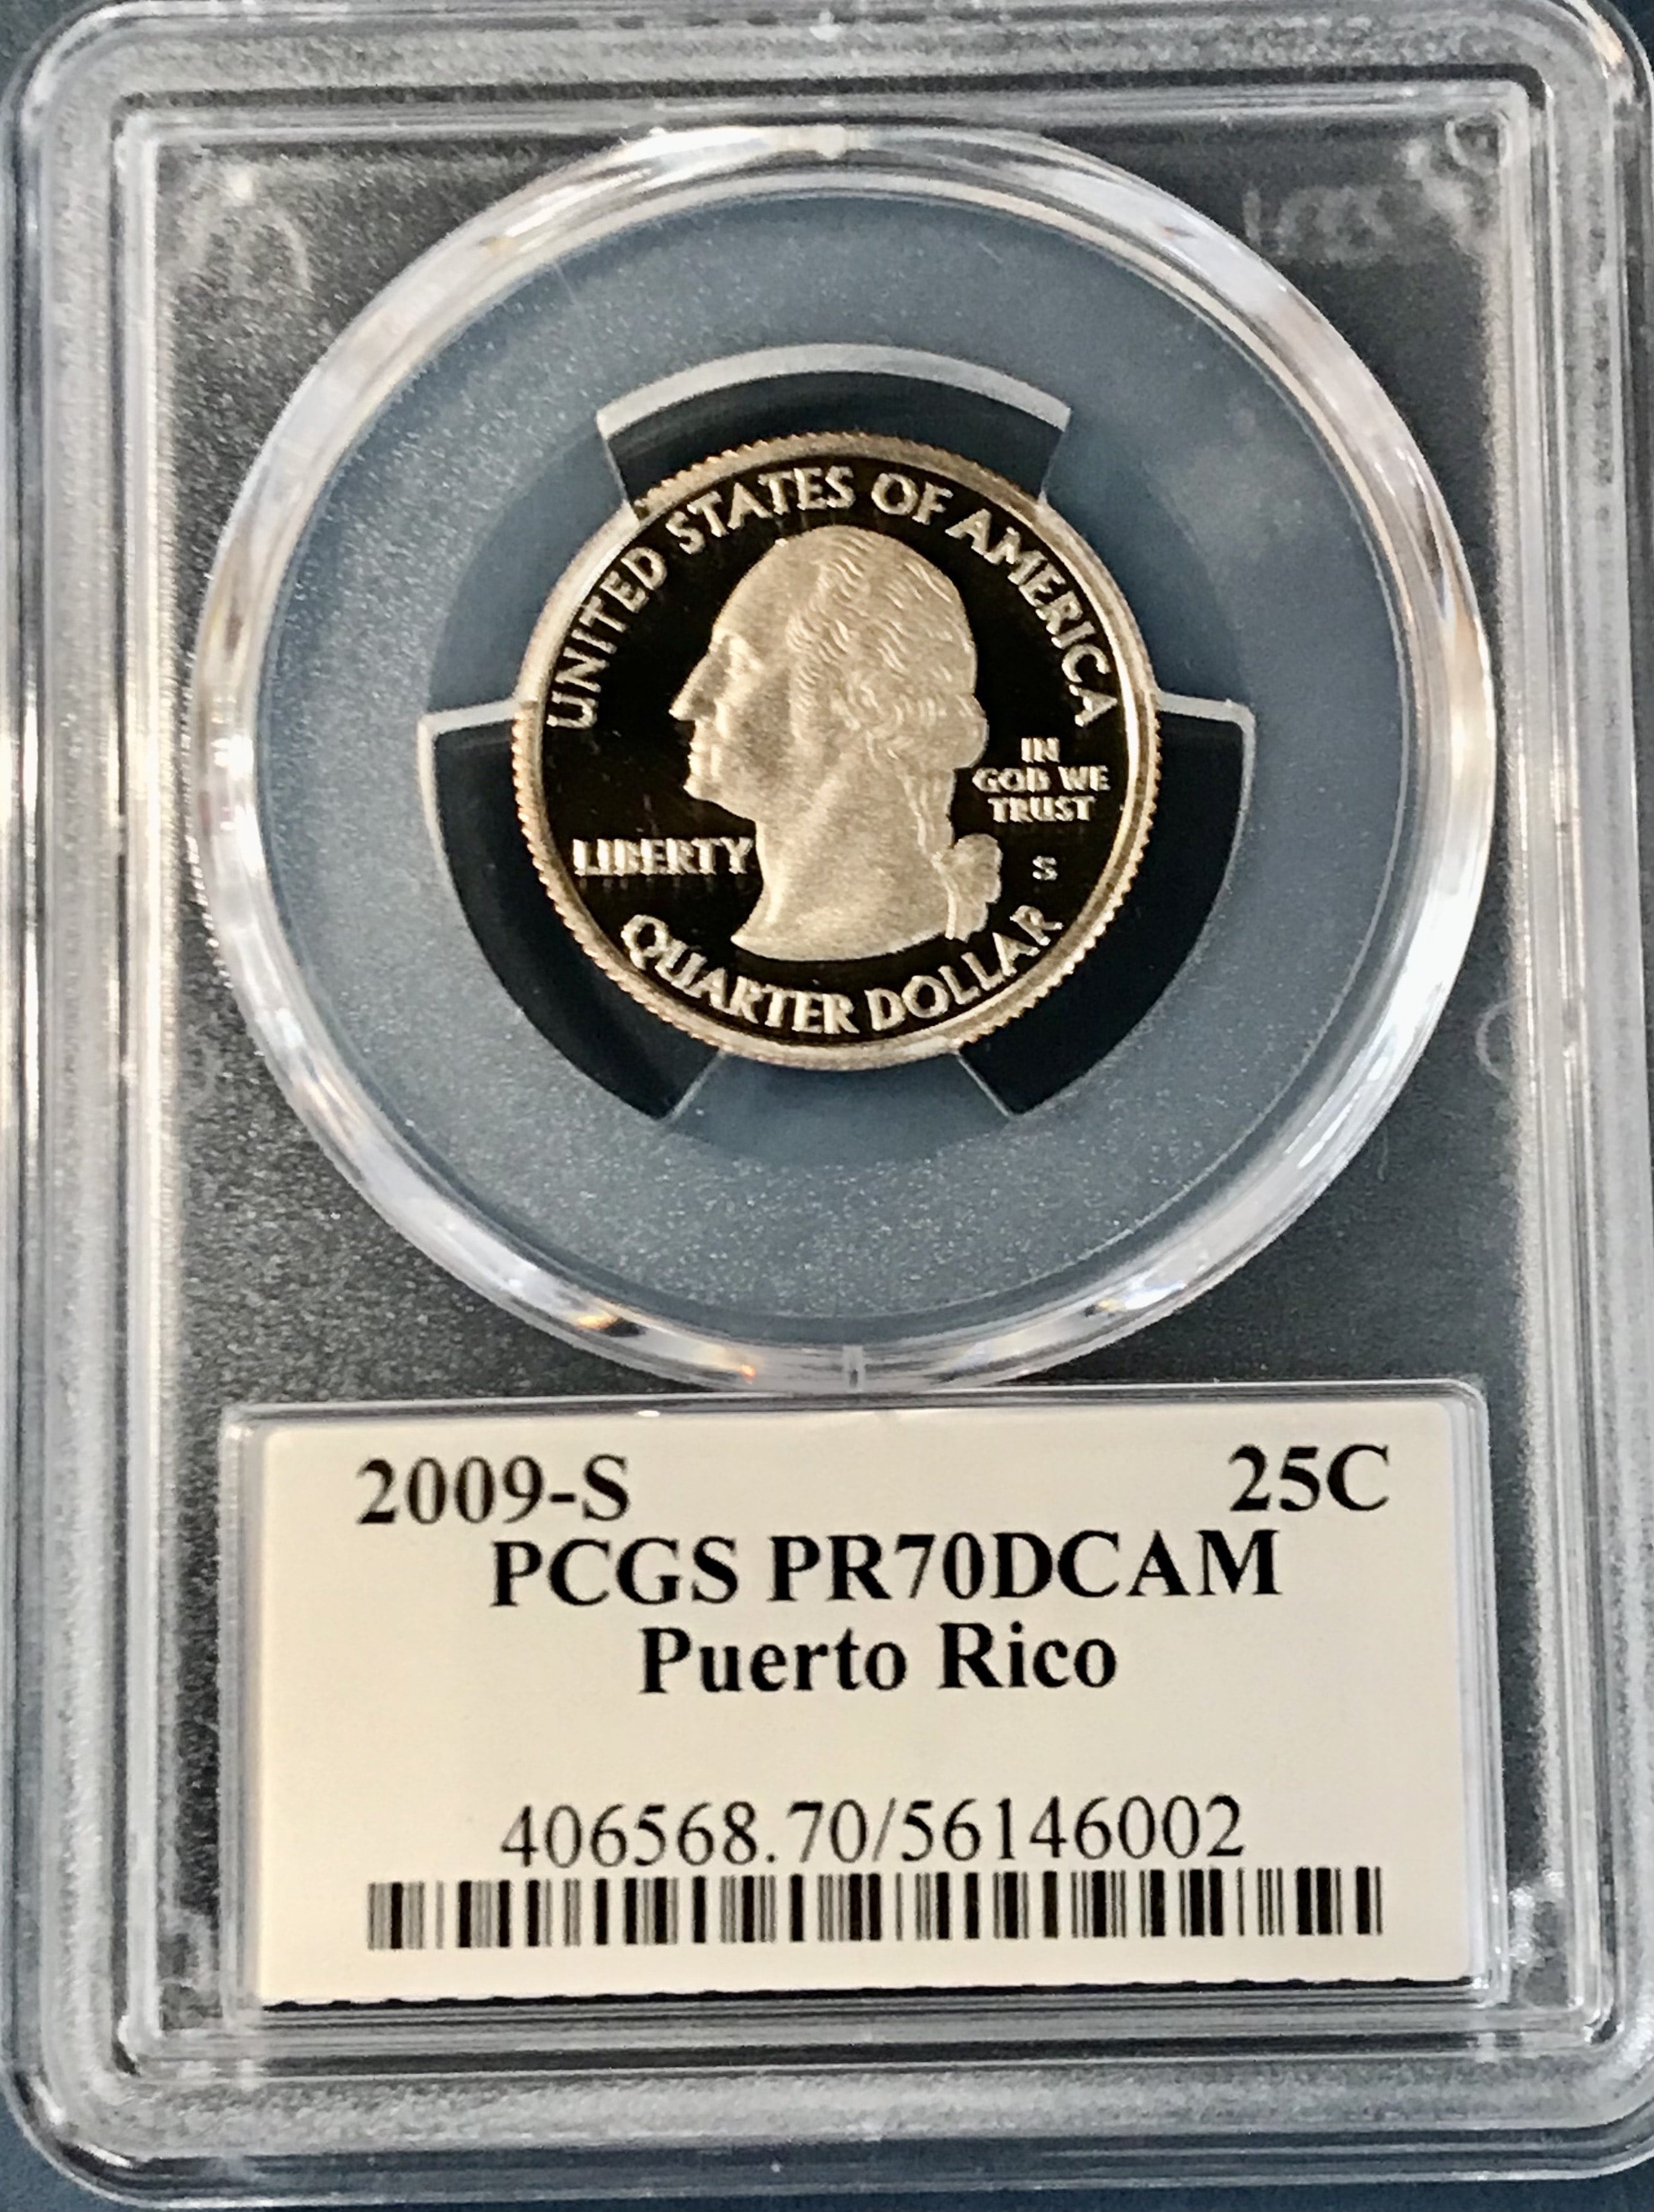 UNITED STATES OF AMERICA
IN
GOD WE
TRUST
LIBERTY
S
QUARTER DOLLAR
2009-S 25C
PCGS PR70DCAM
Puerto Rico
406568.70/56146002